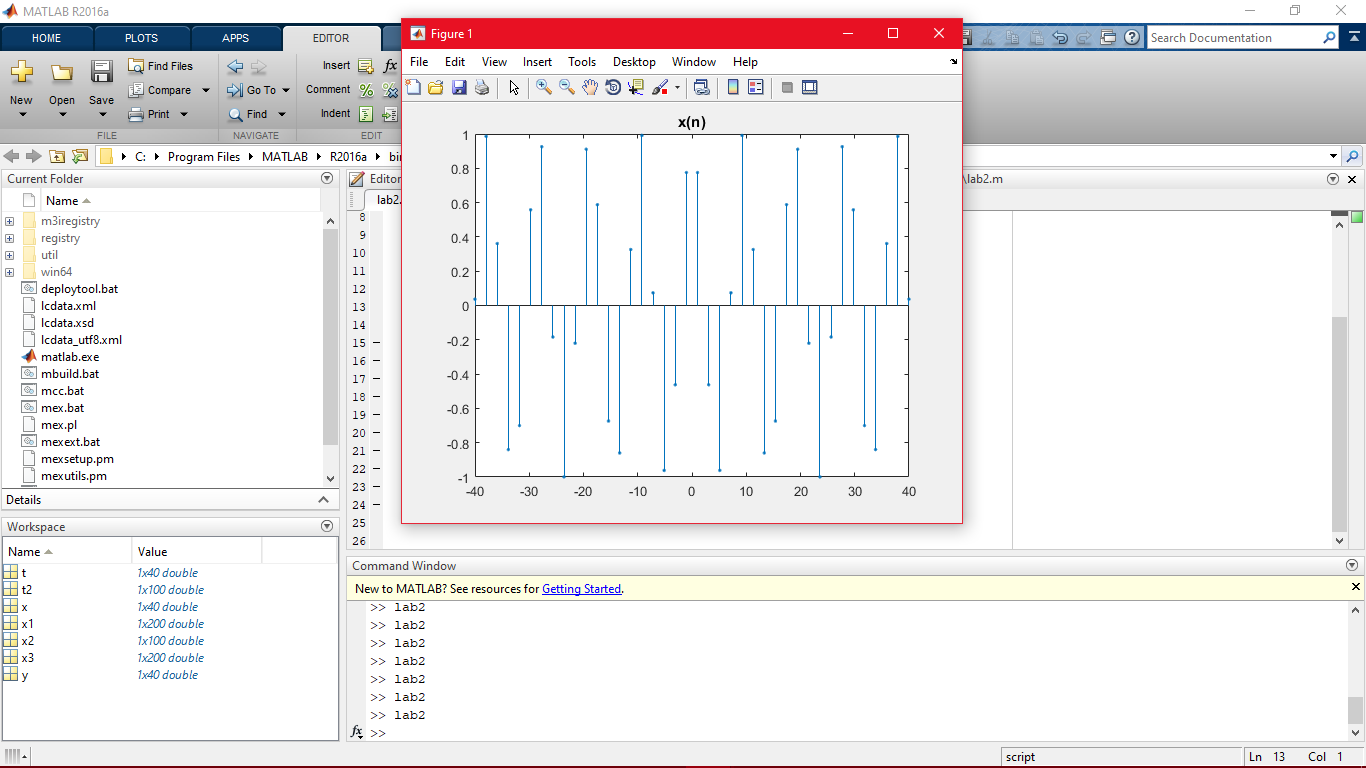 MATLAB R2016a
HOME PLOTS APPS EDITOR
Search Documentation
New Open Save
Find Files
Compare
Print
FILE
Go To
Find
NAVIGATE
Insert fx
Comment
Indent
EDIT
C: Program Files MATLAB R2016a bin
\lab2.m
Current Folder
Name
m3iregistry
registry
util
win64
deploytool.bat
lcdata.xml
lcdata.xsd
lcdata_utf8.xml
matlab.exe
mbuild.bat
mcc.bat
mex.bat
mex.pl
mexext.bat
mexsetup.pm
mexutils.pm
Details
Workspace
Name Value
t 1x40 double
t2 1x100 double
x 1x40 double
x1 1x200 double
x2 1x100 double
x3 1x200 double
y 1x40 double
Editor
lab2.
8
9
10
11
12
13
14
15
16
17
18
19
20
21
22
23
24
25
26
Figure 1
File Edit View Insert Tools Desktop Window Help
x(n)
1
0.8
0.6
0.4
0.2
0
-0.2
-0.4
-0.6
-0.8
-1
-40 -30 -20 -10 0 10 20 30 40
Command Window
New to MATLAB? See resources for Getting Started.
>> lab2
>> lab2
>> lab2
>> lab2
>> lab2
>> lab2
>> lab2
fx >>
script Ln 13 Col 1